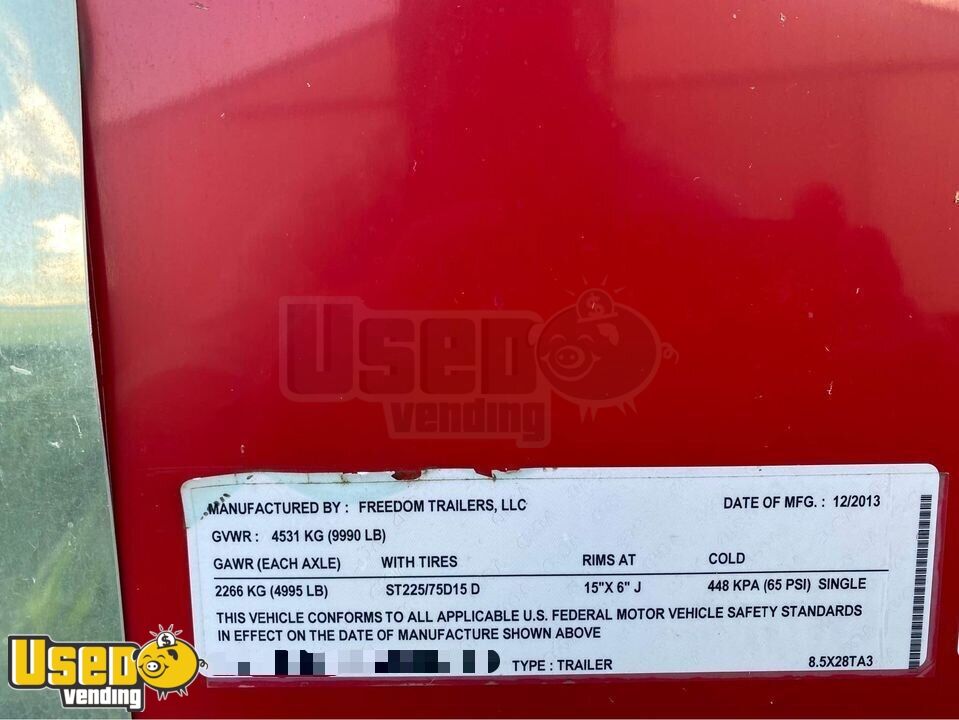 Used
vending
MANUFACTURED BY : FREEDOM TRAILERS, LLC DATE OF MFG. : 12/2013
GVWR : 4531 KG (9990 LB)
GAWR (EACH AXLE) WITH TIRES RIMS AT COLD
2266 KG (4995 LB) ST225/75D15 D 15"X 6" J 448 KPA (65 PSI) SINGLE
THIS VEHICLE CONFORMS TO ALL APPLICABLE U.S. FEDERAL MOTOR VEHICLE SAFETY STANDARDS
IN EFFECT ON THE DATE OF MANUFACTURE SHOWN ABOVE
TYPE : TRAILER 8.5X28TA3
Used
vending